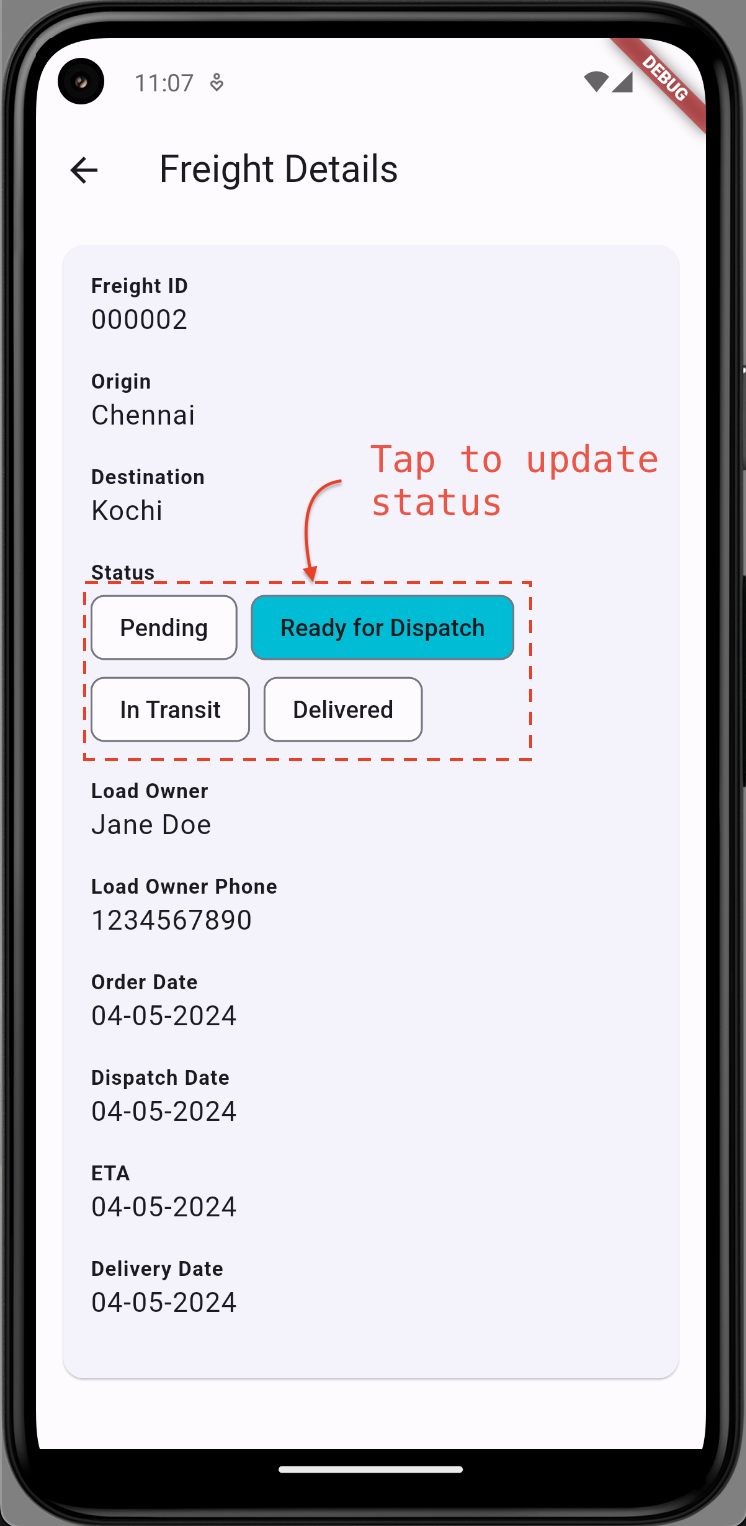 11:07
DEBUG
Freight Details
Freight ID
000002
Origin
Chennai
Tap to update
status
Destination
Kochi
Status
Pending
Ready for Dispatch
In Transit
Delivered
Load Owner
Jane Doe
Load Owner Phone
1234567890
Order Date
04-05-2024
Dispatch Date
04-05-2024
ETA
04-05-2024
Delivery Date
04-05-2024